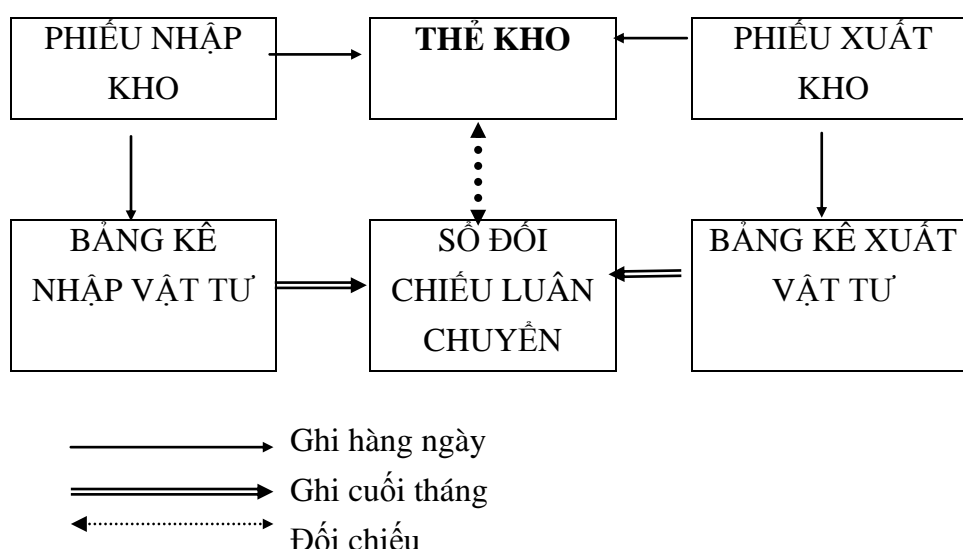 PHIẾU NHẬP
KHO
THẺ KHO
PHIẾU XUẤT
KHO
BẢNG KÊ
NHẬP VẬT TƯ
SỔ ĐỐI
CHIẾU LUÂN
CHUYỂN
BẢNG KÊ XUẤT
VẬT TƯ
Ghi hàng ngày
Ghi cuối tháng
Đối chiếu